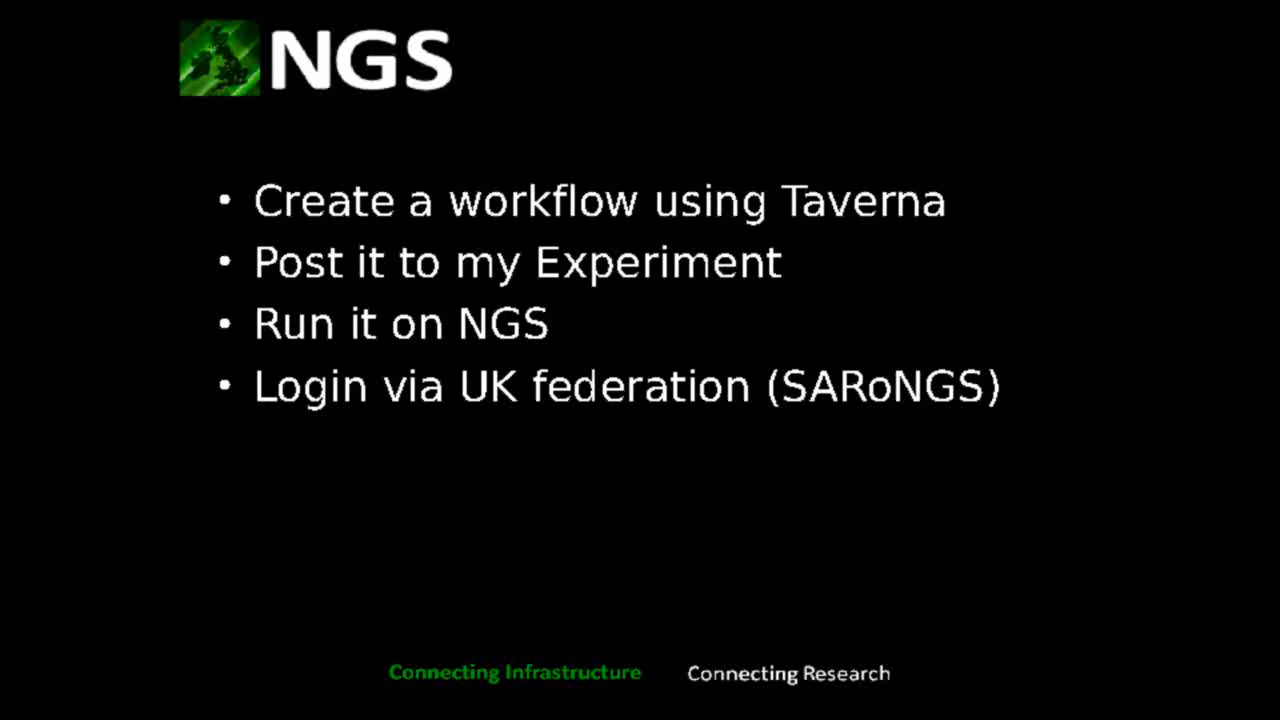 NGS
• Create a workflow using Taverna
• Post it to my Experiment
• Run it on NGS
• Login via UK federation (SARoNGS)
Connecting Infrastructure Connecting Research